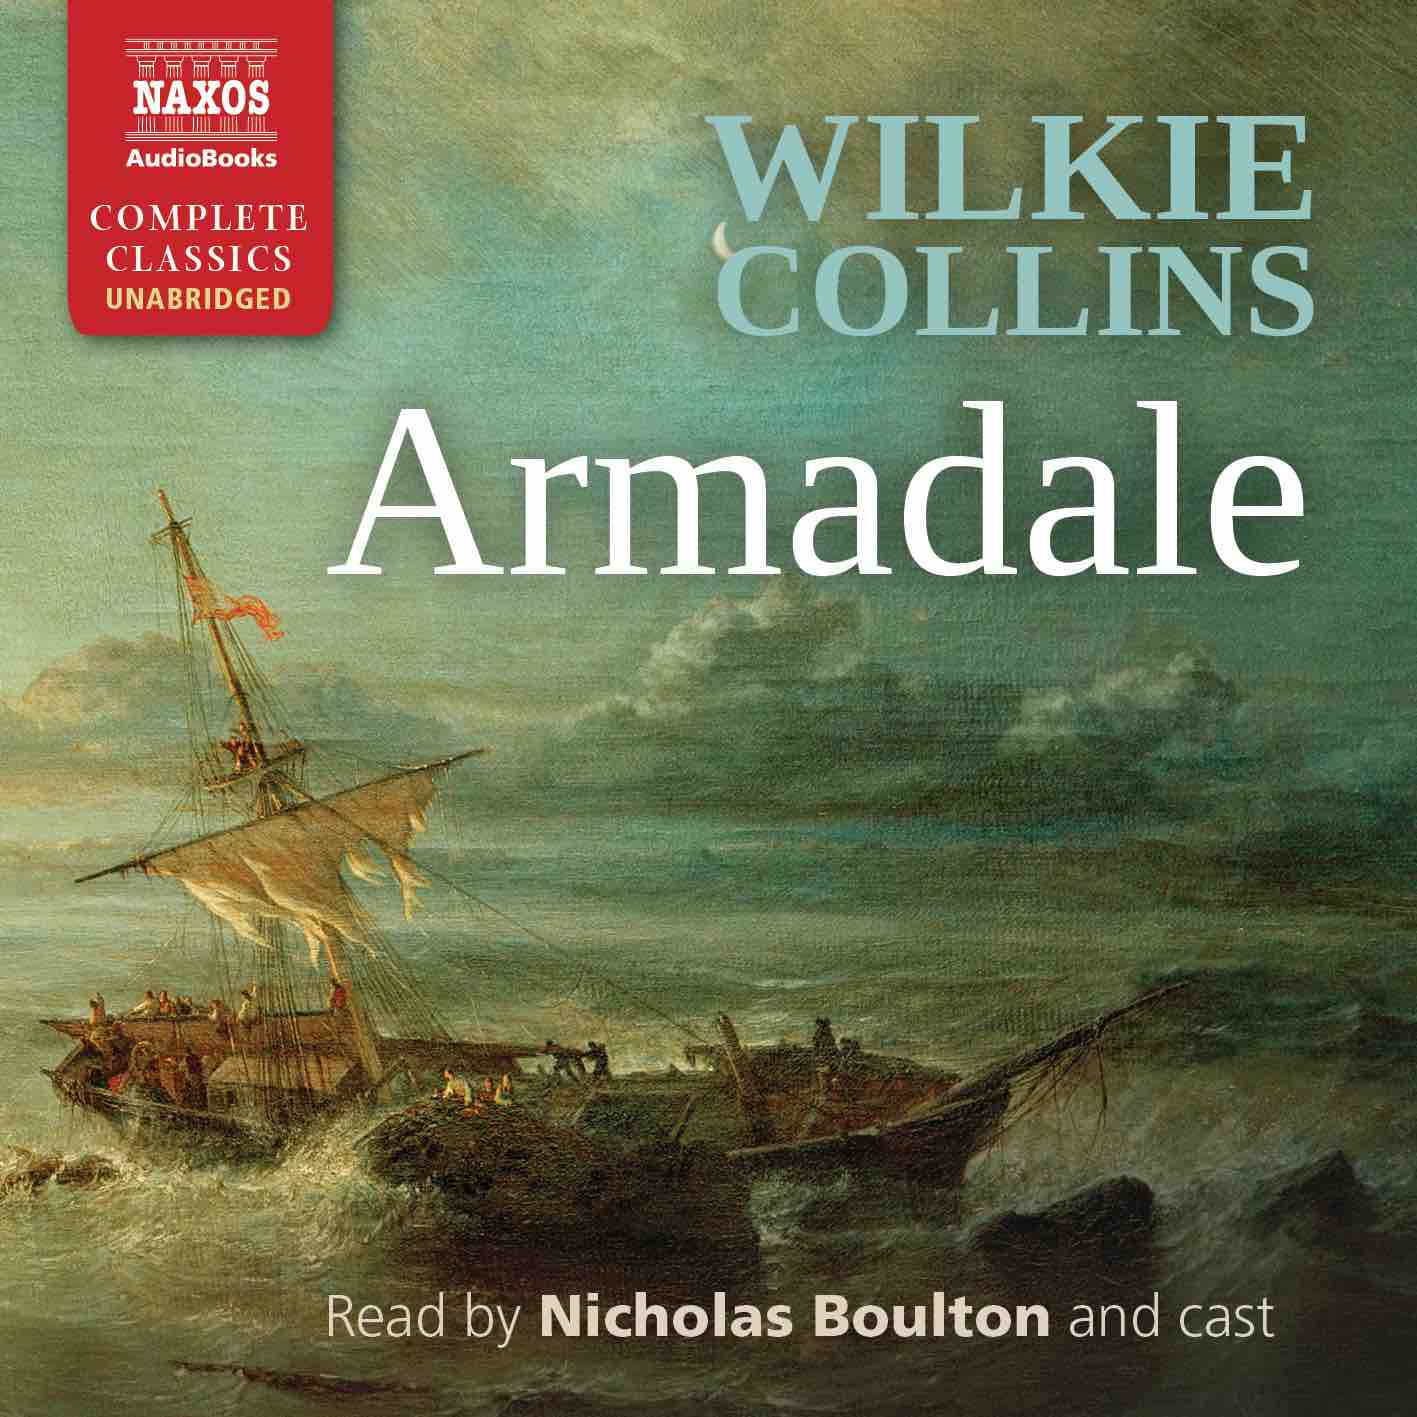 NAXOS
AudioBooks
COMPLETE
CLASSICS
UNABRIDGED
WILKIE
COLLINS
Armadale
Read by Nicholas Boulton and cast